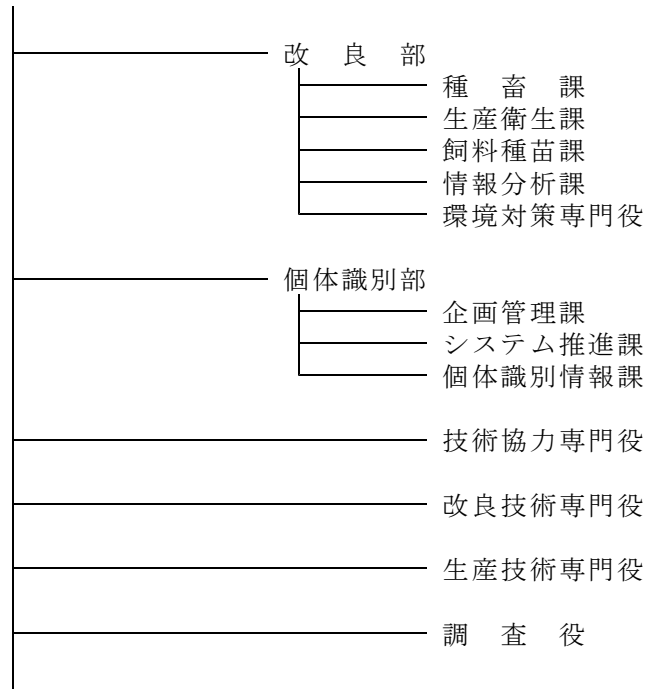 改良部
種畜課
生産衛生課
飼料種苗課
情報分析課
環境対策専門役
個体識別部
企画管理課
システム推進課
個体識別情報課
技術協力専門役
改良技術専門役
生産技術専門役
調査役